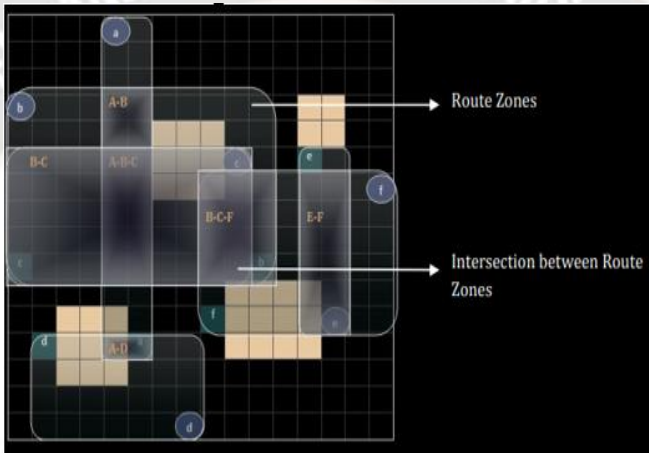 a
b
A-B
Route Zones
B-C
A-B-C
c
e
f
B-C-F
E-F
c
b
Intersection between Route
Zones
f
e
d
a
A-D
d